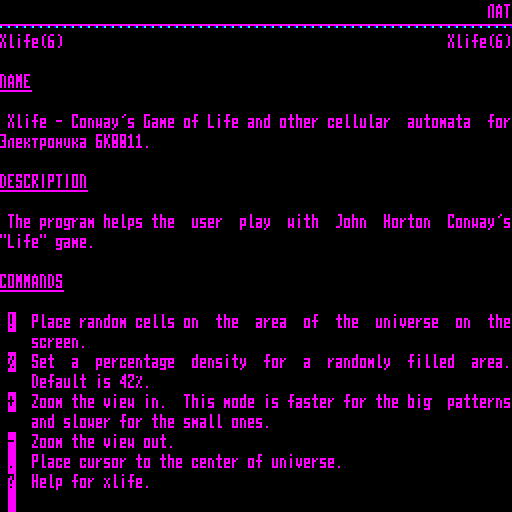 ЛАТ
Xlife(6) Xlife(6)
NAME
Xlife - Conway's Game of Life and other cellular automata for
Электроника БК0011.
DESCRIPTION
The program helps the user play with John Horton Conway's
"Life" game.
COMMANDS
! Place random cells on the area of the universe on the
screen.
% Set a percentage density for a randomly filled area.
Default is 42%.
+ Zoom the view in. This mode is faster for the big patterns
and slower for the small ones.
- Zoom the view out.
. Place cursor to the center of universe.
? Help for xlife.